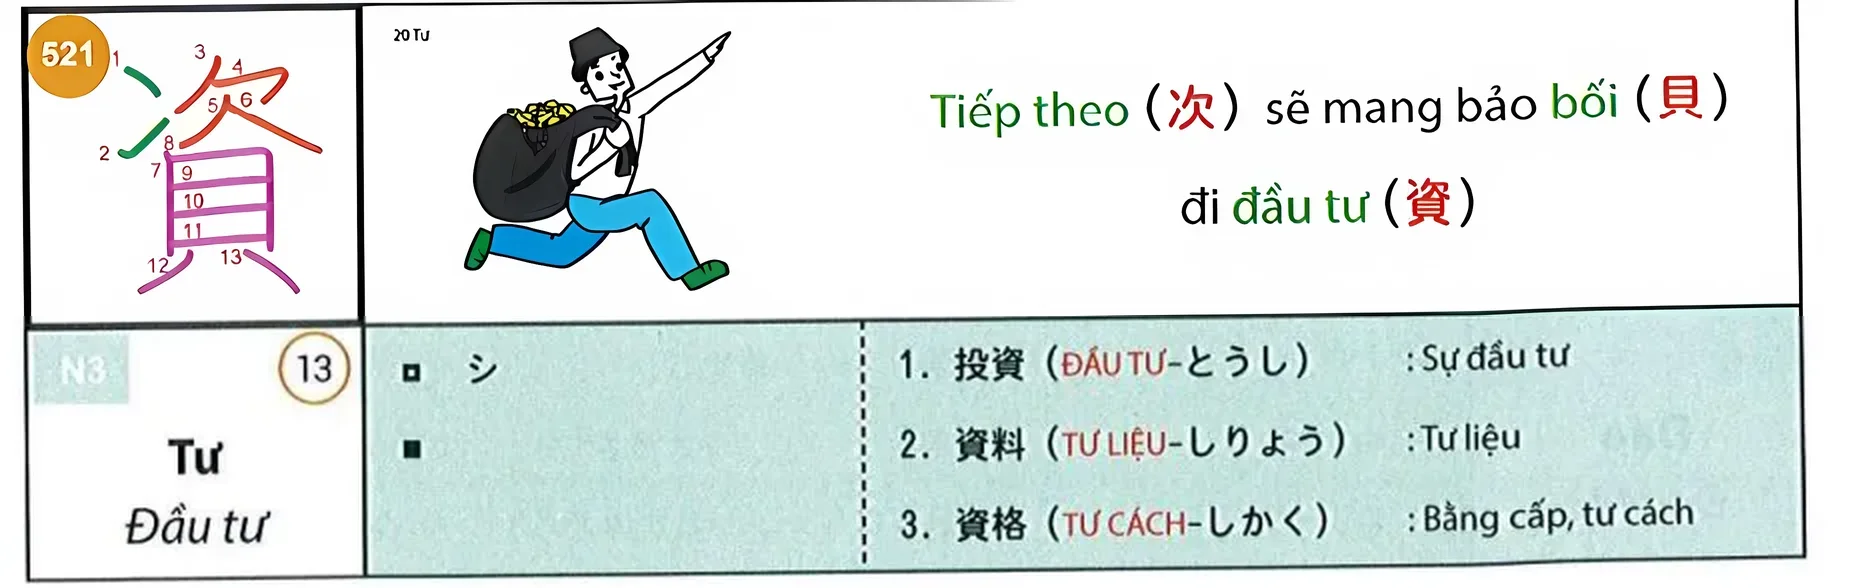 521
1 2 3 4 5 6 7 8 9 10 11 12 13
20 Tư
Tiếp theo (次) sẽ mang bảo bối (貝)
đi đầu tư (資)
N3
13
Tư
Đầu tư
シ
1. 投資 (ĐẦU TƯ-とうし) : Sự đầu tư
2. 資料 (TƯ LIỆU-しりょう) : Tư liệu
3. 資格 (TƯ CÁCH-しかく) : Bằng cấp, tư cách